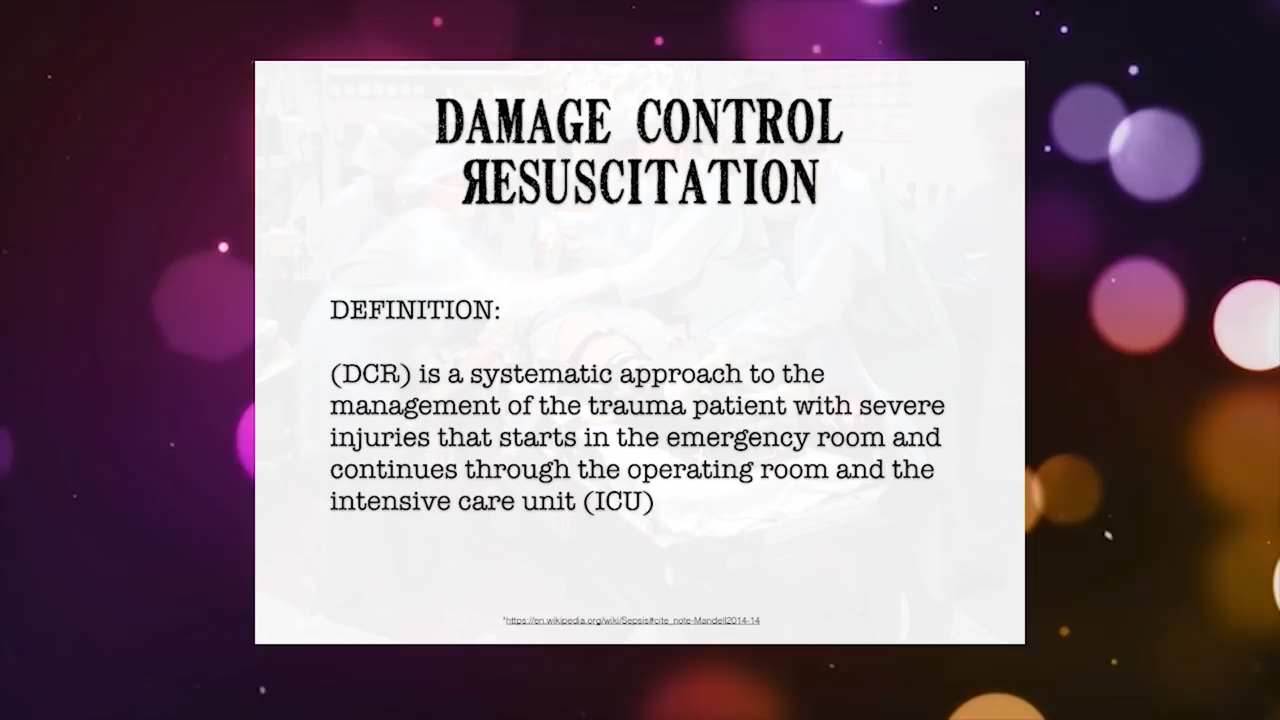 DAMAGE CONTROL
ЯESUSCITATION
DEFINITION:
(DCR) is a systematic approach to the
management of the trauma patient with severe
injuries that starts in the emergency room and
continues through the operating room and the
intensive care unit (ICU)
*https://en.wikipedia.org/wiki/Sepsis#cite_note-Mandell2014-14